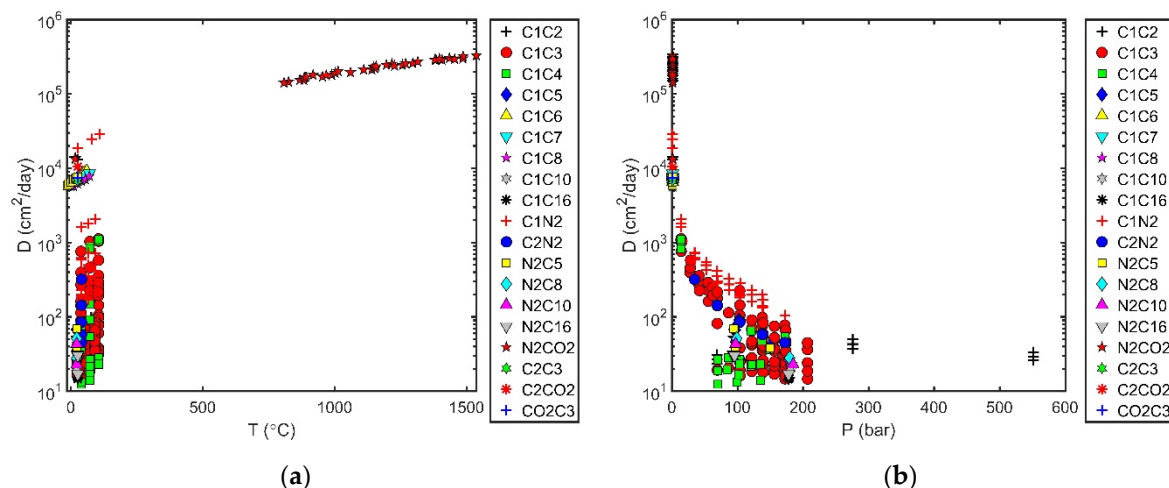 10^6
10^5
10^4
10^3
10^2
10^1
D (cm^2/day)
0
500
1000
1500
T (°C)
C1C2
C1C3
C1C4
C1C5
C1C6
C1C7
C1C8
C1C10
C1C16
C1N2
C2N2
N2C5
N2C8
N2C10
N2C16
N2CO2
C2C3
C2CO2
CO2C3
(a)
10^6
10^5
10^4
10^3
10^2
10^1
D (cm^2/day)
0
100
200
300
400
500
600
P (bar)
C1C2
C1C3
C1C4
C1C5
C1C6
C1C7
C1C8
C1C10
C1C16
C1N2
C2N2
N2C5
N2C8
N2C10
N2C16
N2CO2
C2C3
C2CO2
CO2C3
(b)